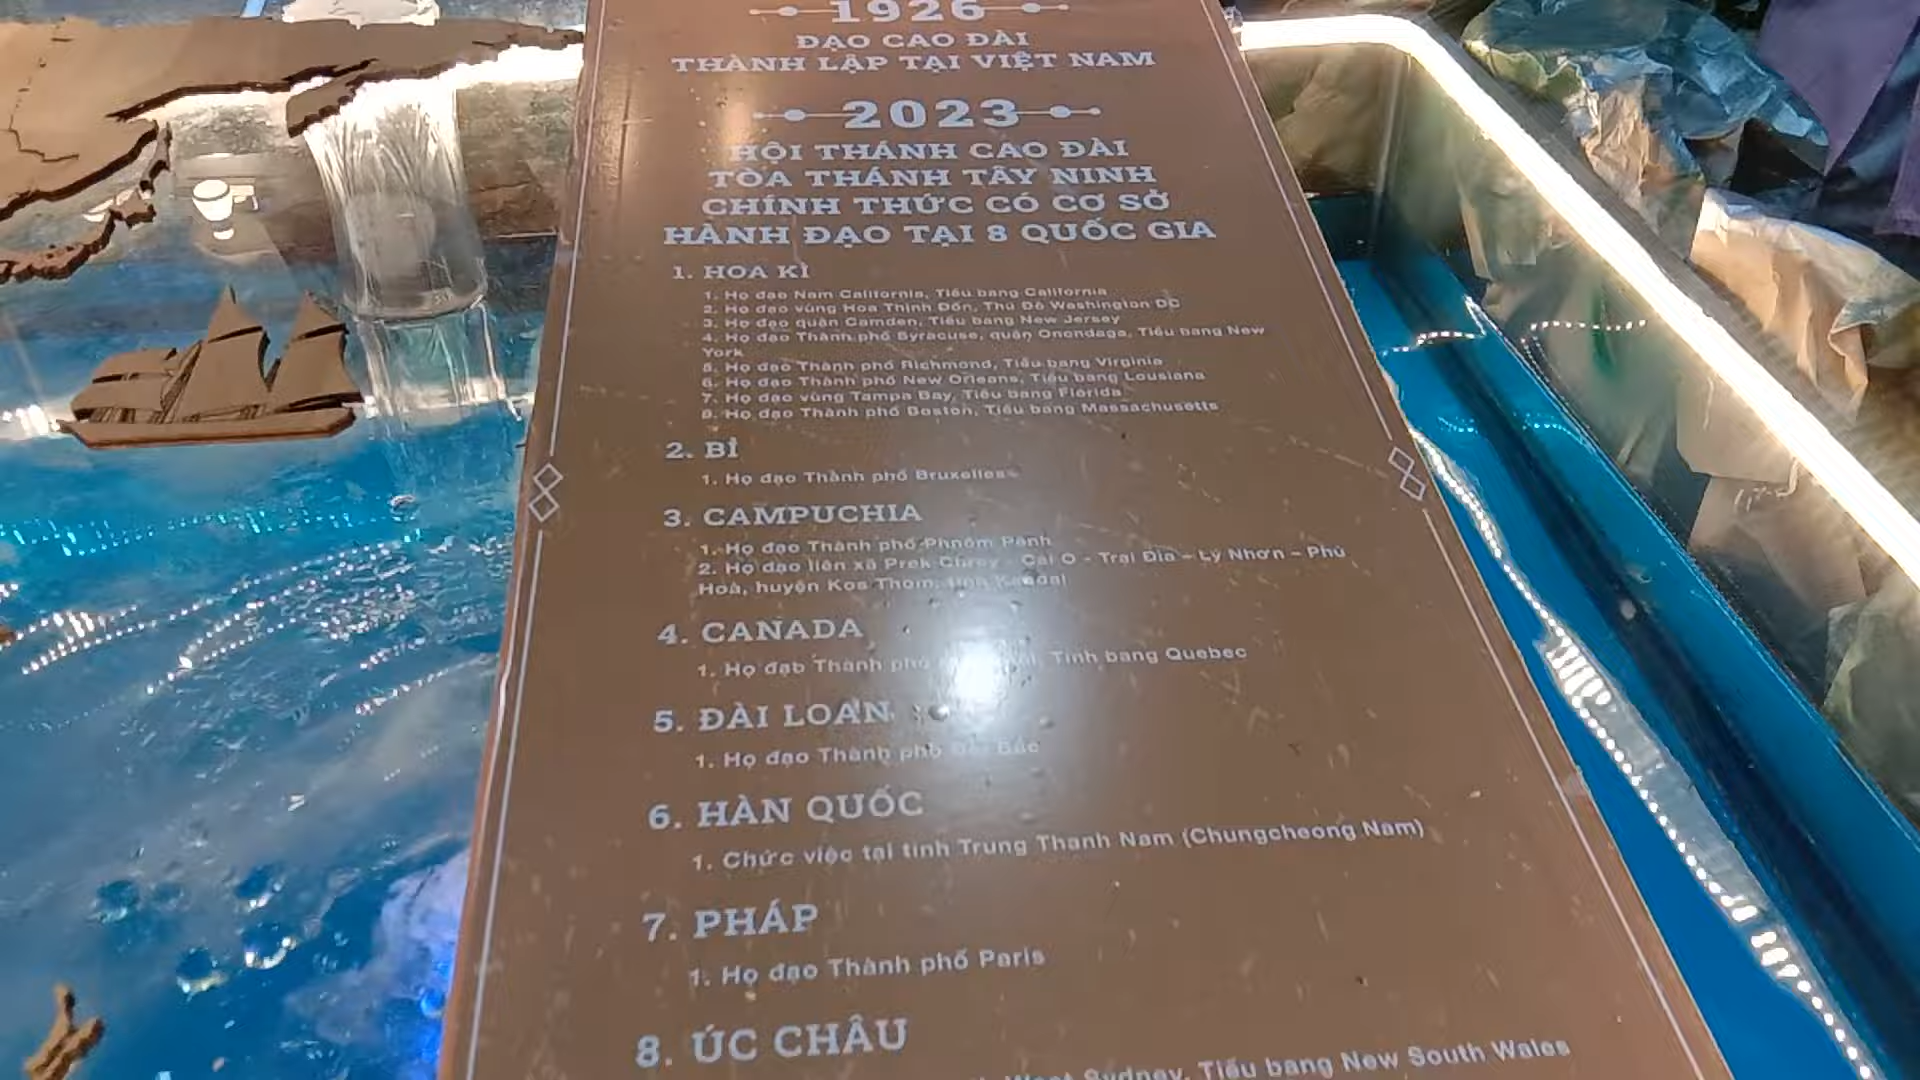 1926
ĐẠO CAO ĐÀI
THÀNH LẬP TẠI VIỆT NAM
2023
HỘI THÁNH CAO ĐÀI
TÒA THÁNH TÂY NINH
CHÍNH THỨC CÓ CƠ SỞ
HÀNH ĐẠO TẠI 8 QUỐC GIA
1. HOA KÌ
1. Họ đạo Nam California, Tiểu bang California
2. Họ đạo vùng Hoa Thịnh Đốn, Thủ Đô Washington DC
3. Họ đạo quận Camden, Tiểu bang New Jersey
4. Họ đạo Thành phố Syracuse, quận Onondaga, Tiểu bang New
York
5. Họ đạo Thành phố Richmond, Tiểu bang Virginia
6. Họ đạo Thành phố New Orleans, Tiểu bang Lousiana
7. Họ đạo vùng Tampa Bay, Tiểu bang Florida
8. Họ đạo Thành phố Boston, Tiểu bang Massachusetts
2. BỈ
1. Họ đạo Thành phố Bruxelles
3. CAMPUCHIA
1. Họ đạo Thành phố Phnôm Pênh
2. Họ đạo liên xã Prek Chrey - Cai O - Trại Địa – Lý Nhơn – Phú
Hoà, huyện Kos Thom, tỉnh Kandal
4. CANADA
1. Họ đạo Thành phố Tỉnh bang Quebec
5. ĐÀI LOAN
1. Họ đạo Thành phố Đài Bắc
6. HÀN QUỐC
1. Chức việc tại tỉnh Trung Thanh Nam (Chungcheong Nam)
7. PHÁP
1. Họ đạo Thành phố Paris
8. ÚC CHÂU
West Sydney, Tiểu bang New South Wales